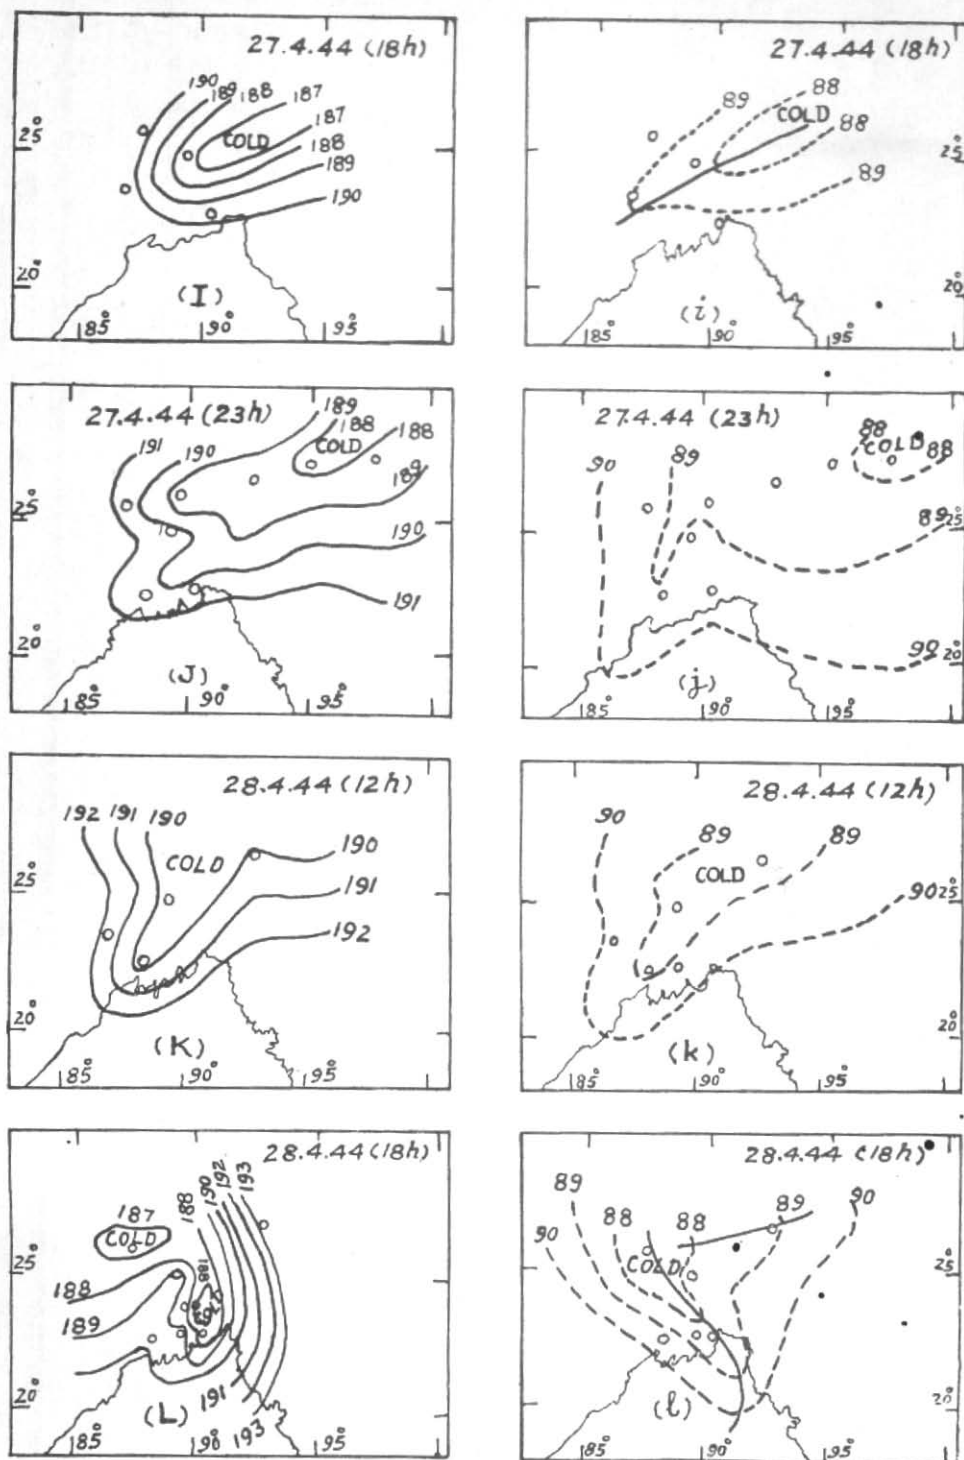 27.4.44 (18h)
190
189
188
187
187
COLD
188
189
190
25°
20°
(I)
85° 90° 95°
27.4.44 (18h)
89
88
COLD
88
89
25°
20°
(i)
85° 90° 95°
27.4.44 (23h)
191
190
189
188
188
COLD
189
190
191
25°
20°
(J)
85° 90° 95°
27.4.44 (23h)
90
89
88
COLD
88
89
90
25°
20°
(j)
85° 90° 95°
28.4.44 (12h)
192 191 190
COLD
190
191
192
25°
20°
(K)
85° 90° 95°
28.4.44 (12h)
90
89
89
COLD
90
25°
20°
(k)
85° 90° 95°
28.4.44 (18h)
187
COLD
188
190
192
193
188
188
189
191
193
25°
20°
(L)
85° 90° 95°
28.4.44 (18h)
89
88
88
89
90
90
COLD
25°
20°
(l)
85° 90° 95°